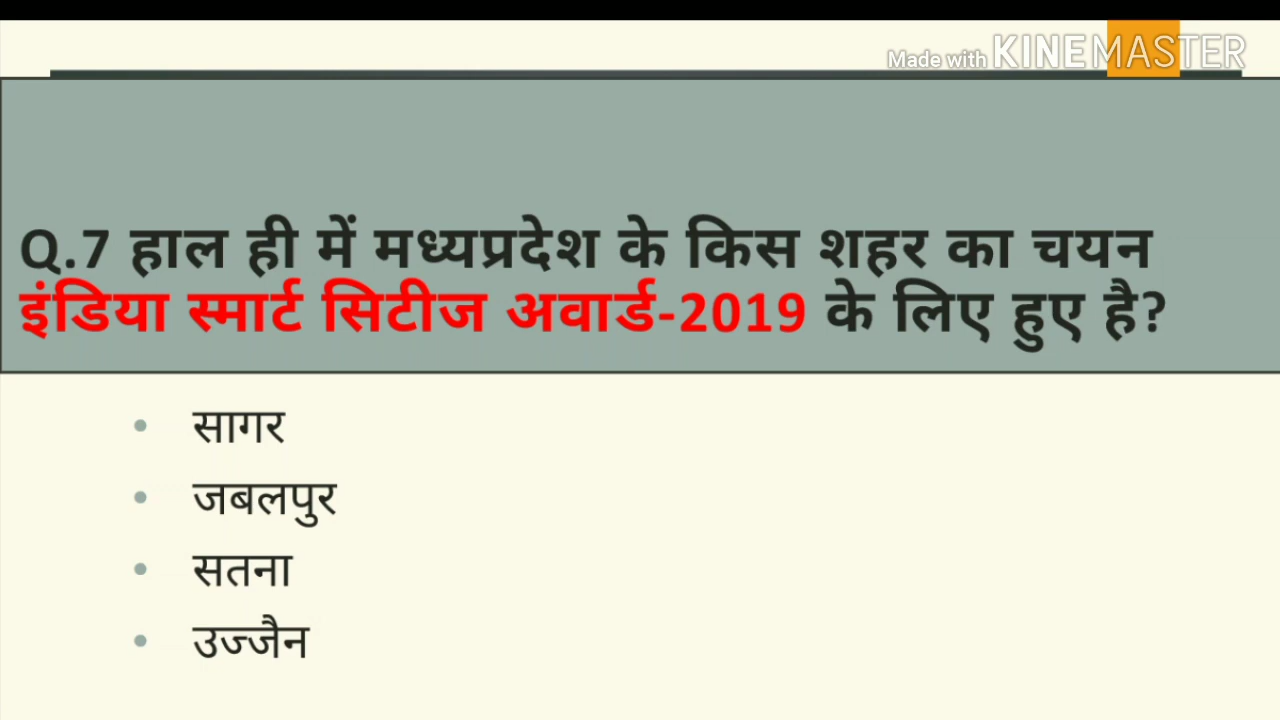 Made with KINEMASTER
Q.7 हाल ही में मध्यप्रदेश के किस शहर का चयन
इंडिया स्मार्ट सिटीज अवार्ड-2019 के लिए हुए है?
• सागर
• जबलपुर
• सतना
• उज्जैन